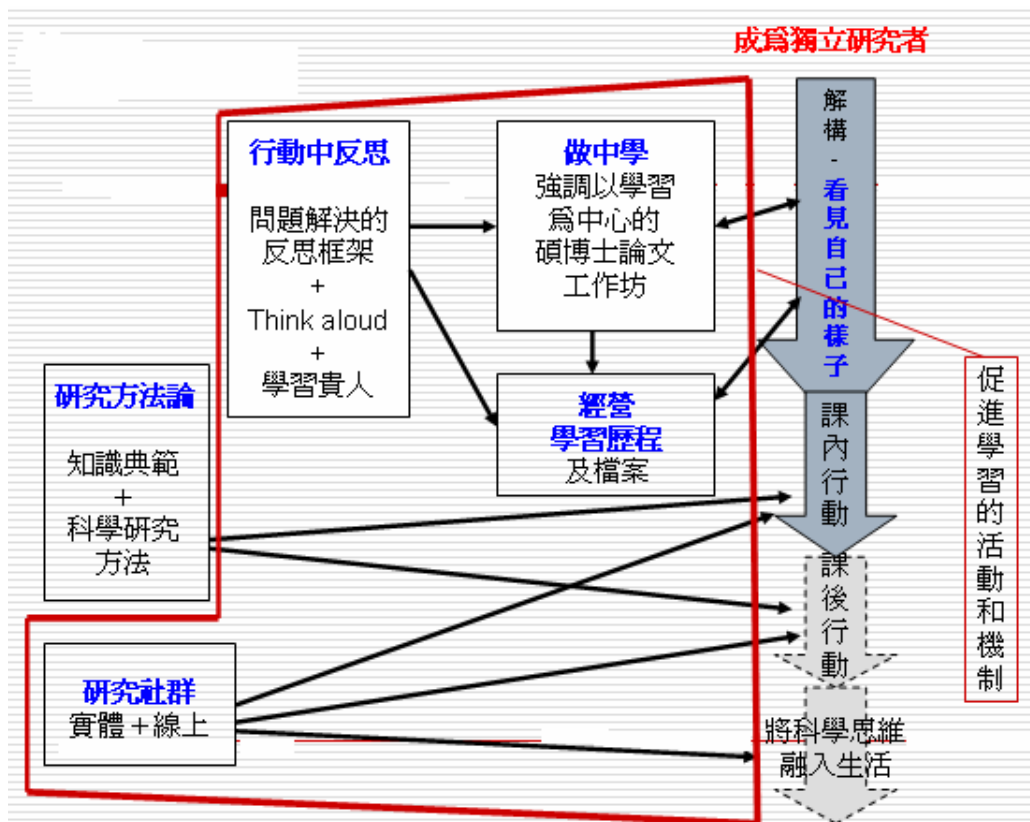 成爲獨立研究者
行動中反思
問題解決的
反思框架
+
Think aloud
+
學習貴人
做中學
強調以學習
爲中心的
碩博士論文
工作坊
經營
學習歷程
及檔案
研究方法論
知識典範
+
科學研究
方法
研究社群
實體＋線上
解
構
-
看
見
自
己
的
樣
子
課
內
行
動
課
後
行
動
將科學思維
融入生活
促
進
學
習
的
活
動
和
機
制